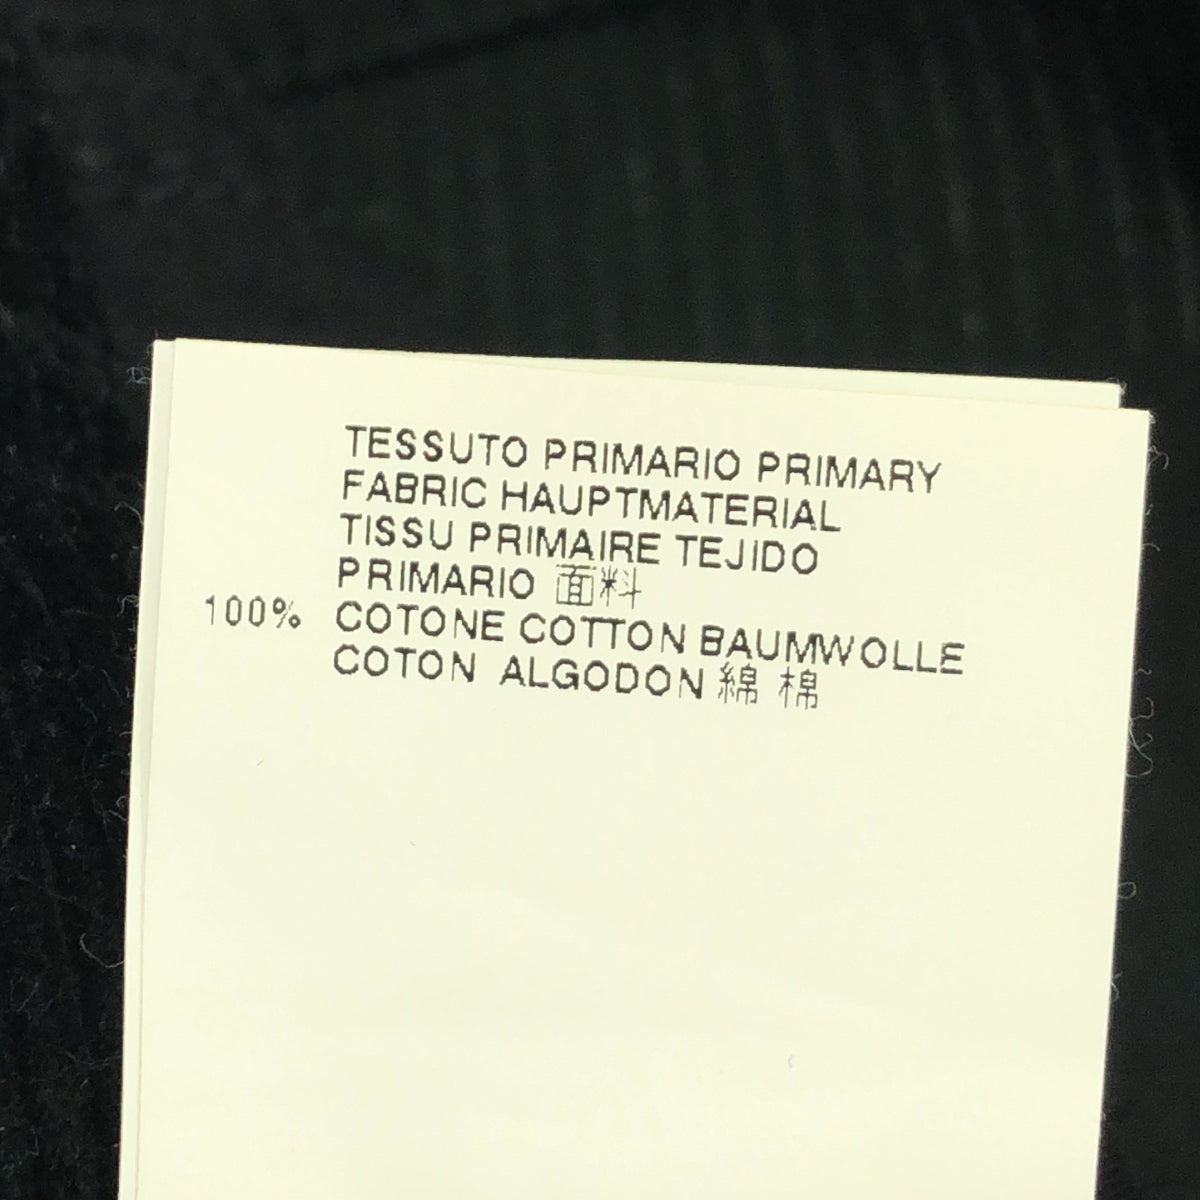 TESSUTO PRIMARIO PRIMARY
FABRIC HAUPTMATERIAL
TISSU PRIMAIRE TEJIDO
PRIMARIO 面料
100% COTONE COTTON BAUMWOLLE
COTON ALGODON 綿 棉